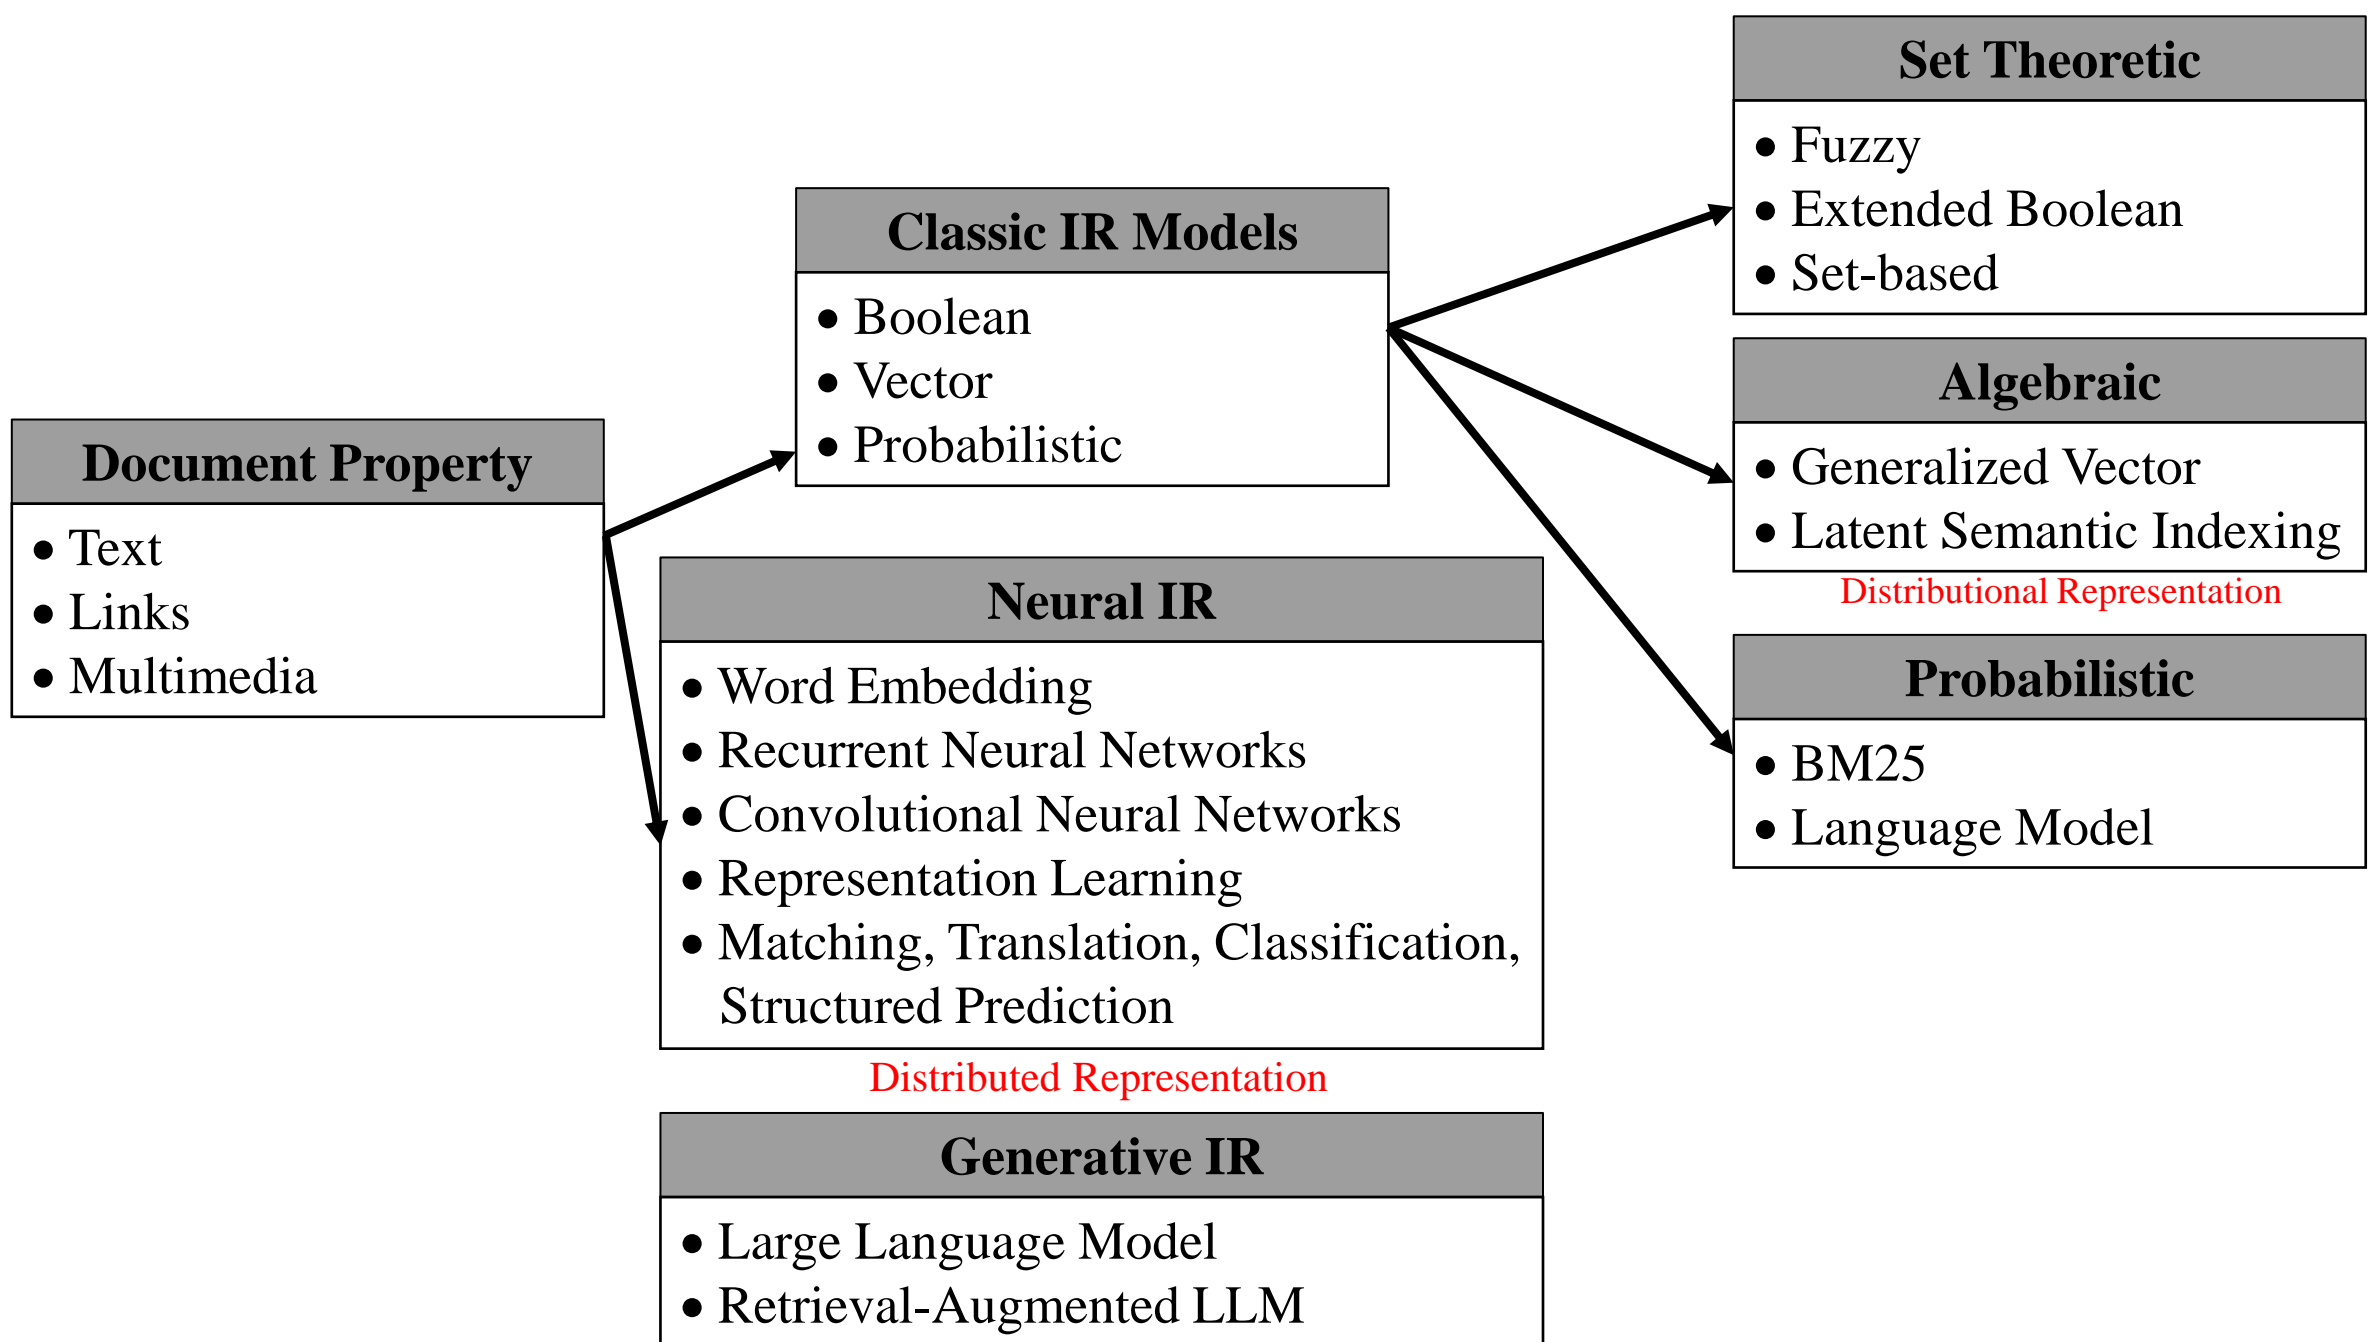 Document Property
• Text
• Links
• Multimedia
Classic IR Models
• Boolean
• Vector
• Probabilistic
Neural IR
• Word Embedding
• Recurrent Neural Networks
• Convolutional Neural Networks
• Representation Learning
• Matching, Translation, Classification,
Structured Prediction
Distributed Representation
Generative IR
• Large Language Model
• Retrieval-Augmented LLM
Set Theoretic
• Fuzzy
• Extended Boolean
• Set-based
Algebraic
• Generalized Vector
• Latent Semantic Indexing
Distributional Representation
Probabilistic
• BM25
• Language Model